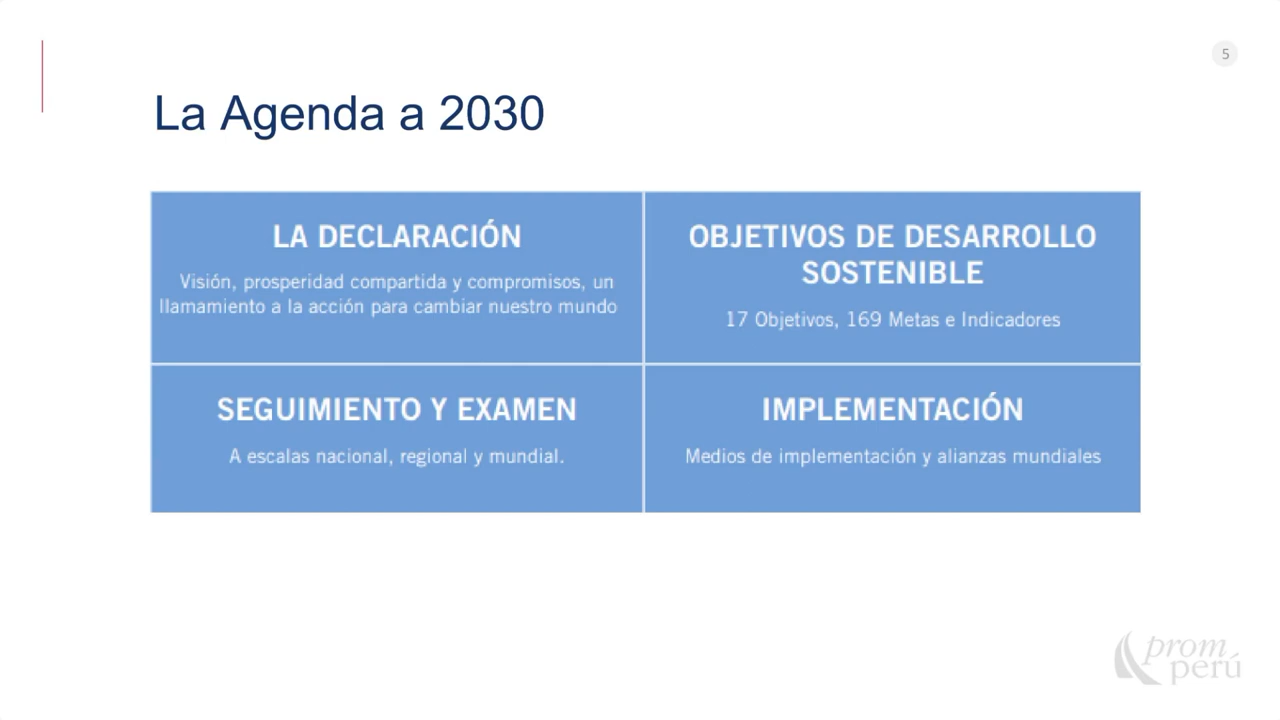 5
La Agenda a 2030
LA DECLARACIÓN
Visión, prosperidad compartida y compromisos, un
llamamiento a la acción para cambiar nuestro mundo
OBJETIVOS DE DESARROLLO
SOSTENIBLE
17 Objetivos, 169 Metas e Indicadores
SEGUIMIENTO Y EXAMEN
A escalas nacional, regional y mundial.
IMPLEMENTACIÓN
Medios de implementación y alianzas mundiales
prom
perú